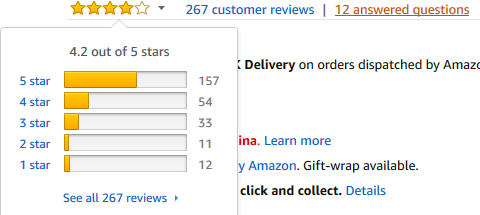 267 customer reviews | 12 answered questions
4.2 out of 5 stars
K Delivery on orders dispatched by Amazo
5 star 157
4 star 54
3 star 33
ina. Learn more
2 star 11
1 star 12
by Amazon. Gift-wrap available.
click and collect. Details
See all 267 reviews